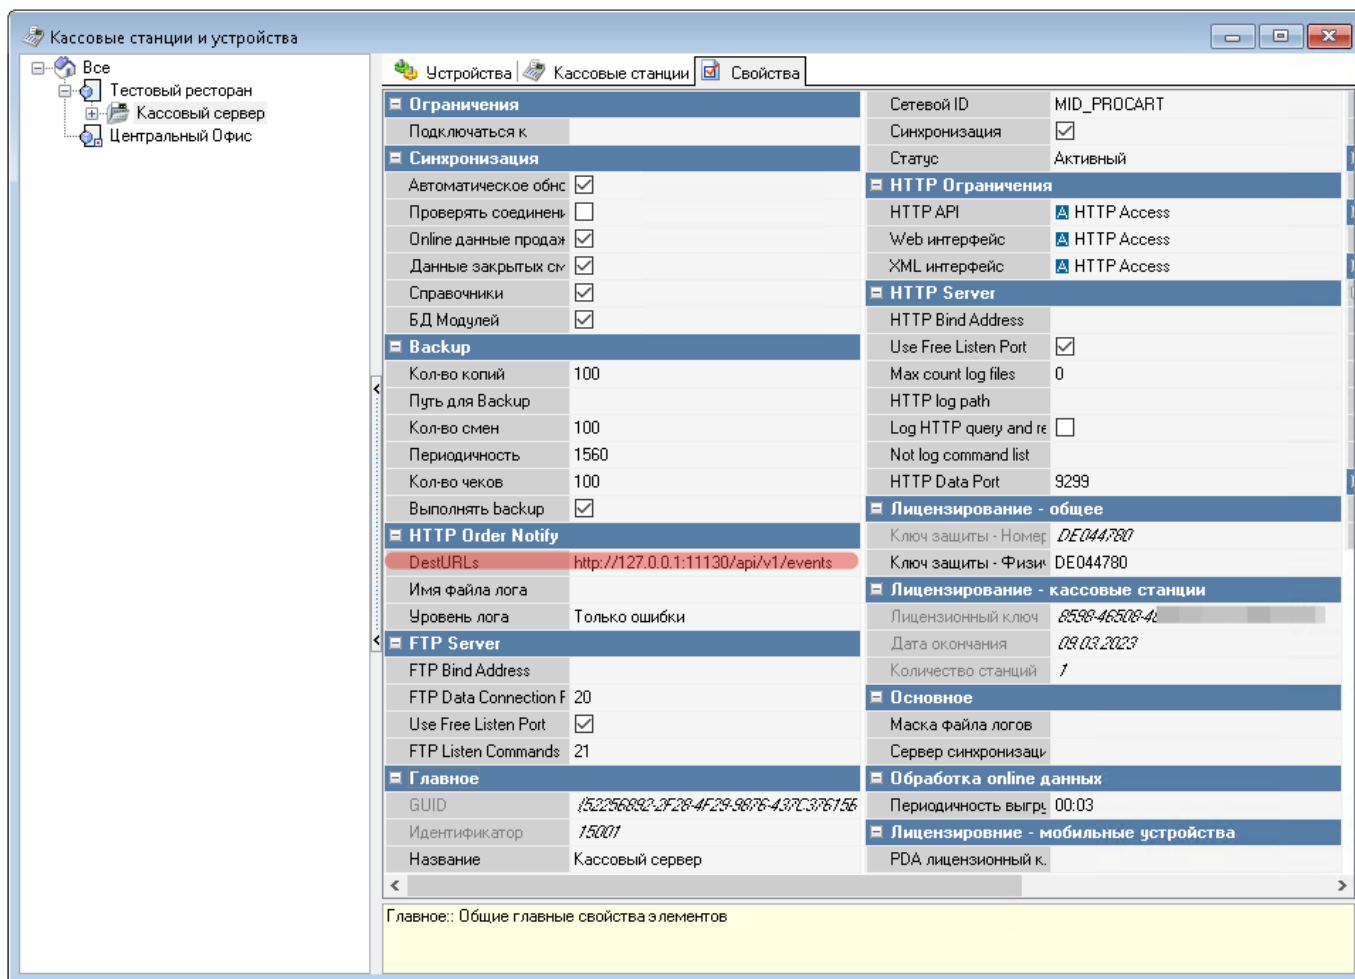 Кассовые станции и устройства
Все
Тестовый ресторан
Кассовый сервер
Центральный Офис
Устройства Кассовые станции Свойства
Ограничения
Подключаться к
Синхронизация
Автоматическое обнс
Проверять соединени
Online данные продаж
Данные закрытых см
Справочники
БД Модулей
Backup
Кол-во копий 100
Путь для Backup
Кол-во смен 100
Периодичность 1560
Кол-во чеков 100
Выполнять backup
HTTP Order Notify
DestURLs http://127.0.0.1:11130/api/v1/events
Имя файла лога
Уровень лога Только ошибки
FTP Server
FTP Bind Address
FTP Data Connection F 20
Use Free Listen Port
FTP Listen Commands 21
Главное
GUID {52256892-2F28-4F29-9876-437C37615B
Идентификатор 15001
Название Кассовый сервер
Сетевой ID MID_PROCART
Синхронизация
Статус Активный
HTTP Ограничения
HTTP API A HTTP Access
Web интерфейс A HTTP Access
XML интерфейс A HTTP Access
HTTP Server
HTTP Bind Address
Use Free Listen Port
Max count log files 0
HTTP log path
Log HTTP query and re
Not log command list
HTTP Data Port 9299
Лицензирование - общее
Ключ защиты - Номер DE044780
Ключ защиты - Физич DE044780
Лицензирование - кассовые станции
Лицензионный ключ 8598-46508-48
Дата окончания 09.03.2023
Количество станций 1
Основное
Маска файла логов
Сервер синхронизаци
Обработка online данных
Периодичность выгру 00:03
Лицензировние - мобильные устройства
PDA лицензионный к.
Главное:: Общие главные свойства элементов